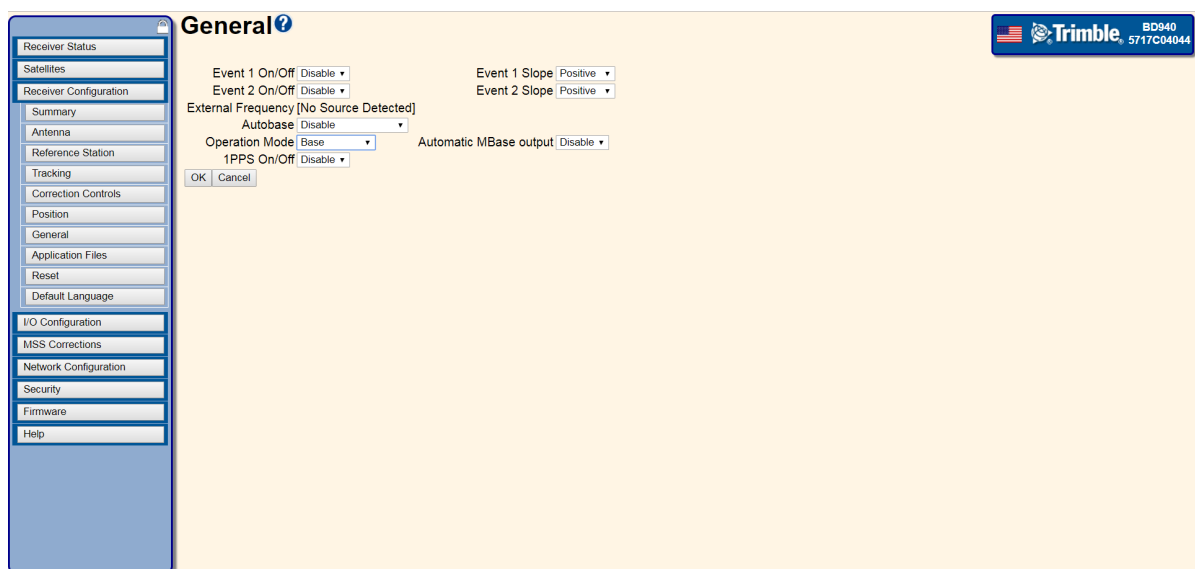 General?
Trimble® BD940
5717C04044
Receiver Status
Satellites
Receiver Configuration
Summary
Antenna
Reference Station
Tracking
Correction Controls
Position
General
Application Files
Reset
Default Language
I/O Configuration
MSS Corrections
Network Configuration
Security
Firmware
Help
Event 1 On/Off Disable Event 1 Slope Positive
Event 2 On/Off Disable Event 2 Slope Positive
External Frequency [No Source Detected]
Autobase Disable
Operation Mode Base Automatic MBase output Disable
1PPS On/Off Disable
OK Cancel